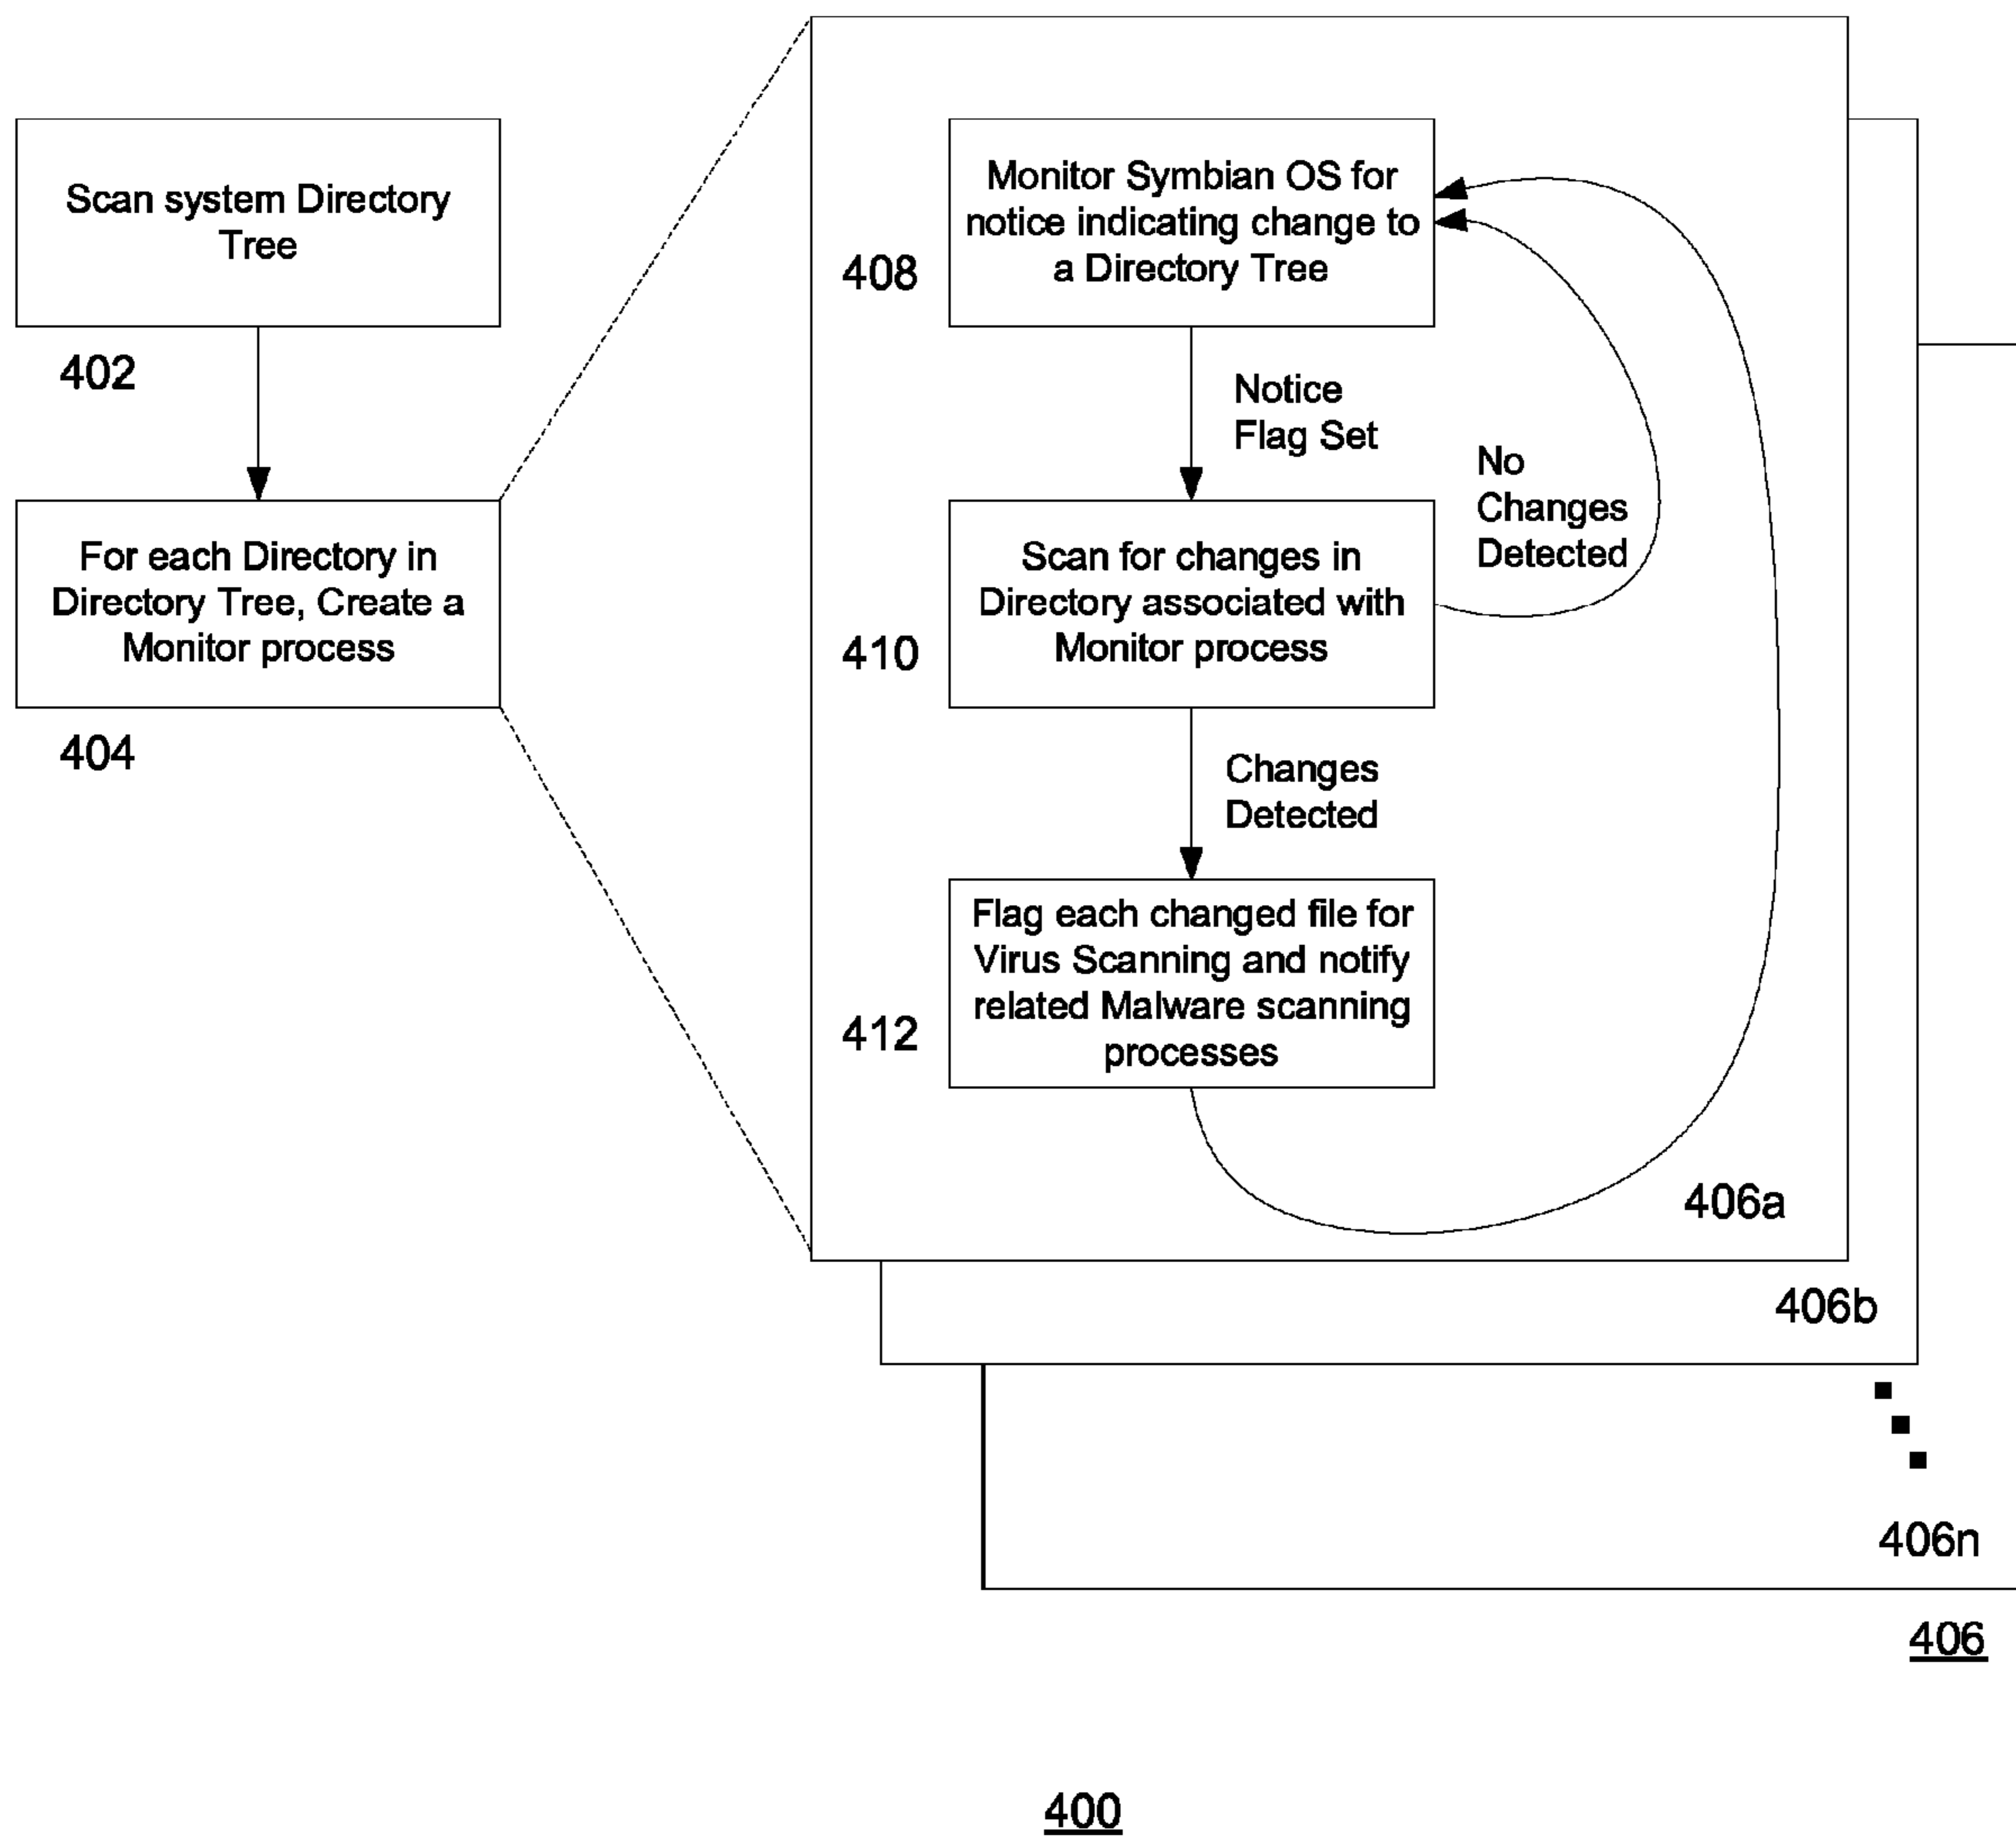 Scan system Directory
Tree
402
For each Directory in
Directory Tree, Create a
Monitor process
404
Monitor Symbian OS for
notice indicating change to
a Directory Tree
408
Notice
Flag Set
No
Changes
Detected
Scan for changes in
Directory associated with
Monitor process
410
Changes
Detected
Flag each changed file for
Virus Scanning and notify
related Malware scanning
processes
412
406a
406b
406n
406
400